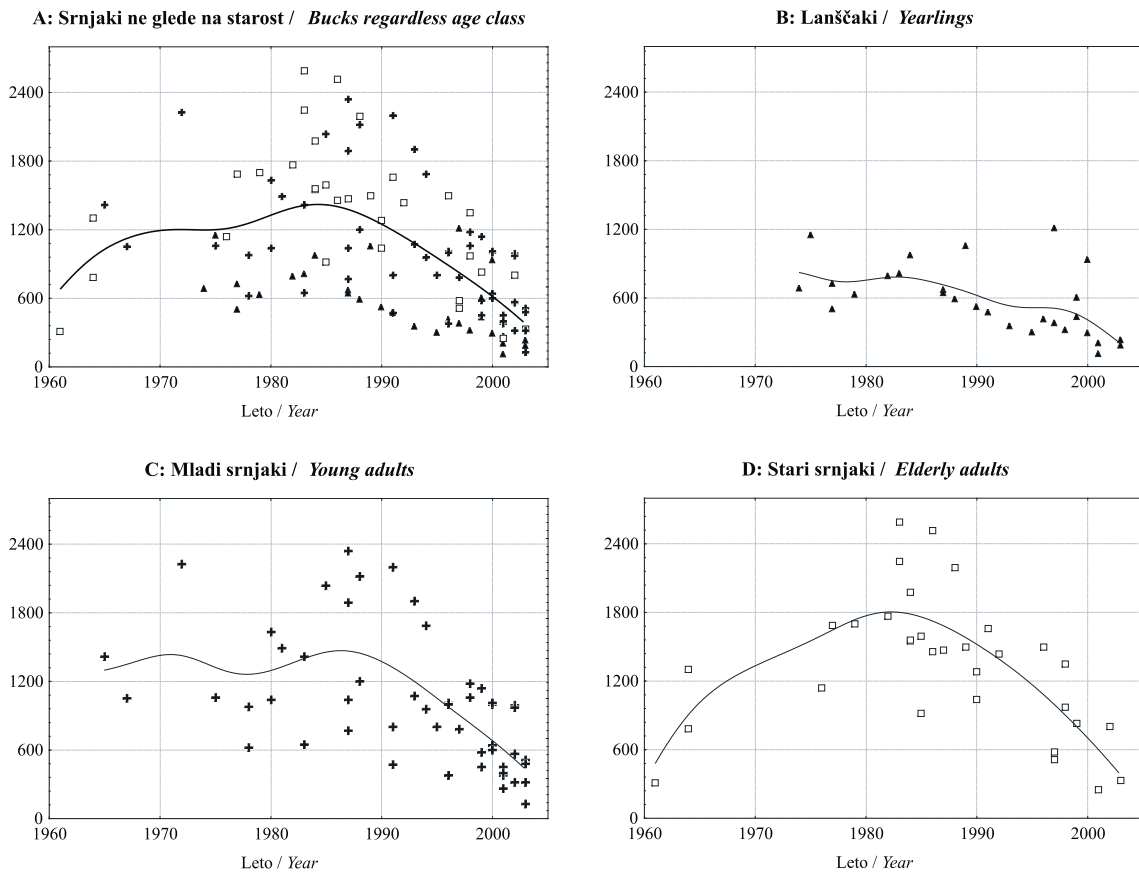 A: Srnjaki ne glede na starost / Bucks regardless age class
2400
1800
1200
600
0
1960 1970 1980 1990 2000
Leto / Year
B: Lanščaki / Yearlings
2400
1800
1200
600
0
1960 1970 1980 1990 2000
Leto / Year
C: Mladi srnjaki / Young adults
2400
1800
1200
600
0
1960 1970 1980 1990 2000
Leto / Year
D: Stari srnjaki / Elderly adults
2400
1800
1200
600
0
1960 1970 1980 1990 2000
Leto / Year